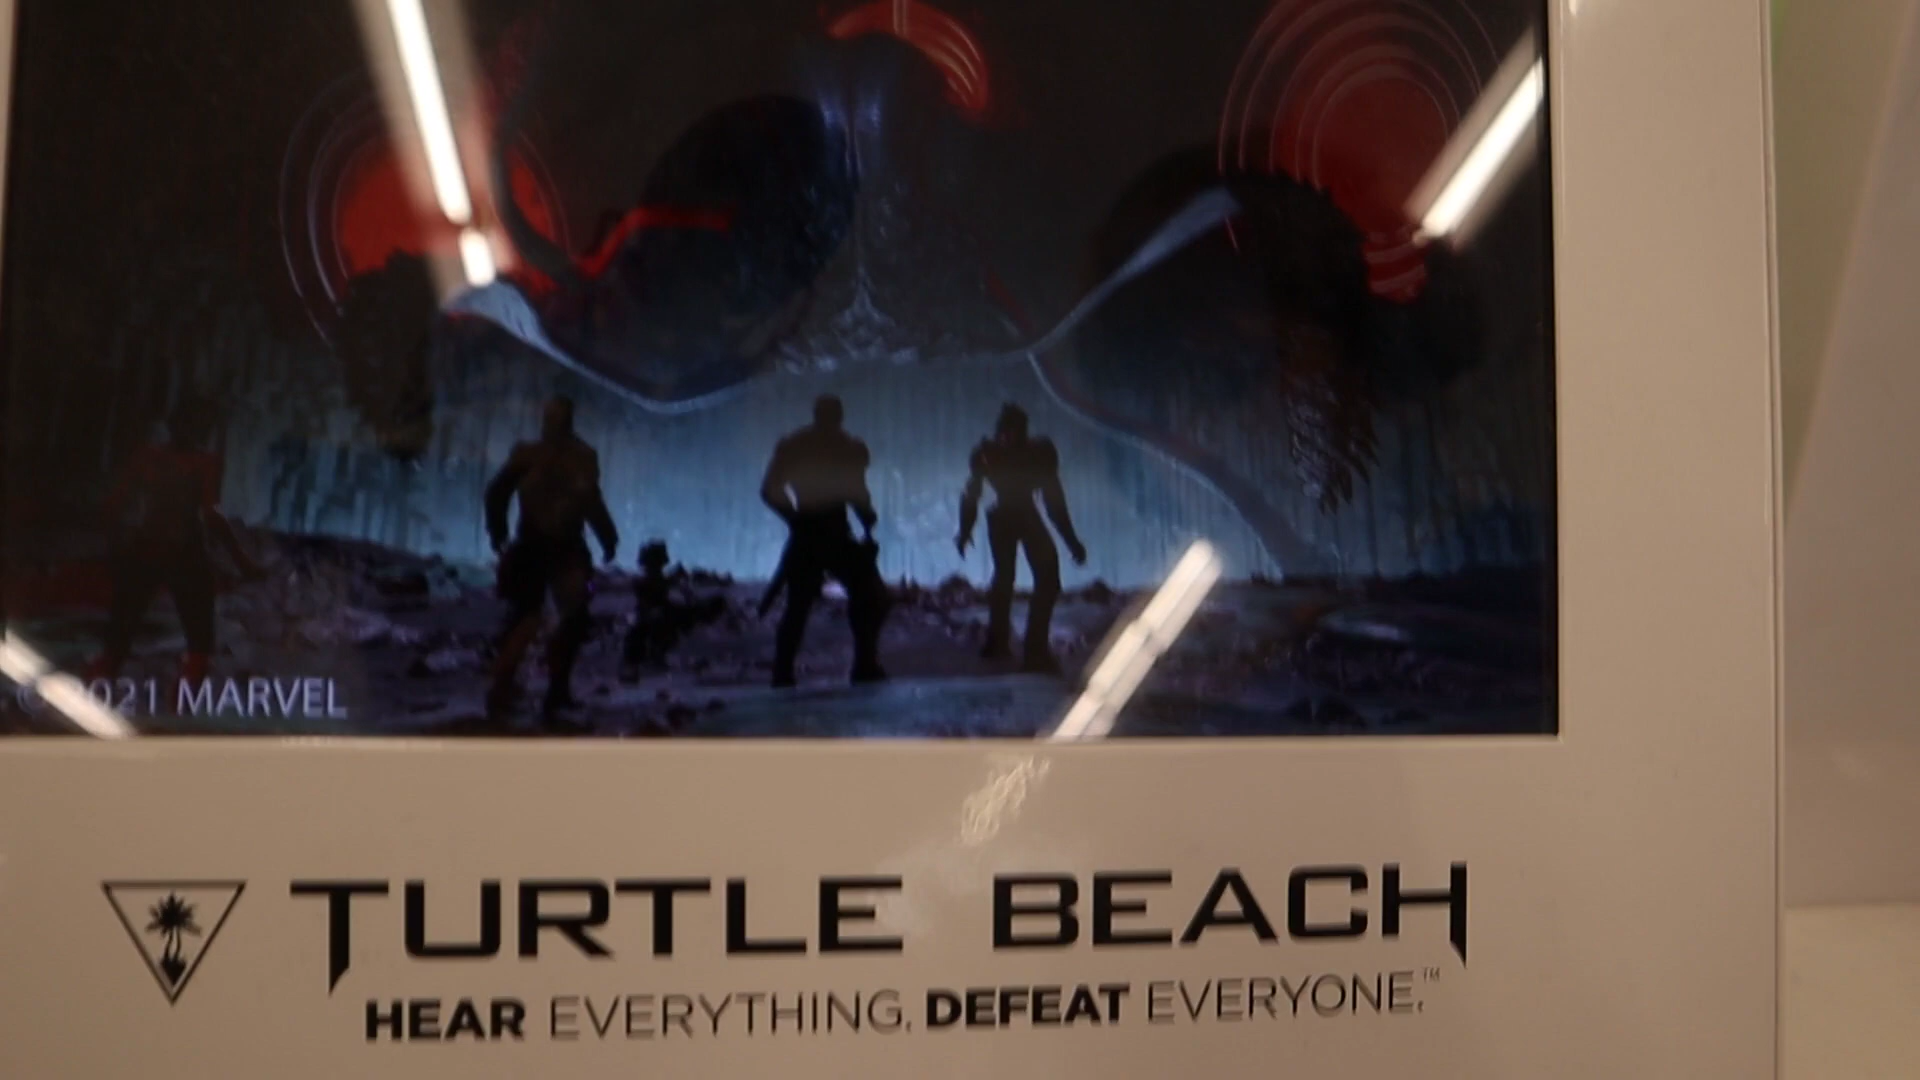 © 2021 MARVEL
TURTLE BEACH
HEAR EVERYTHING. DEFEAT EVERYONE.™